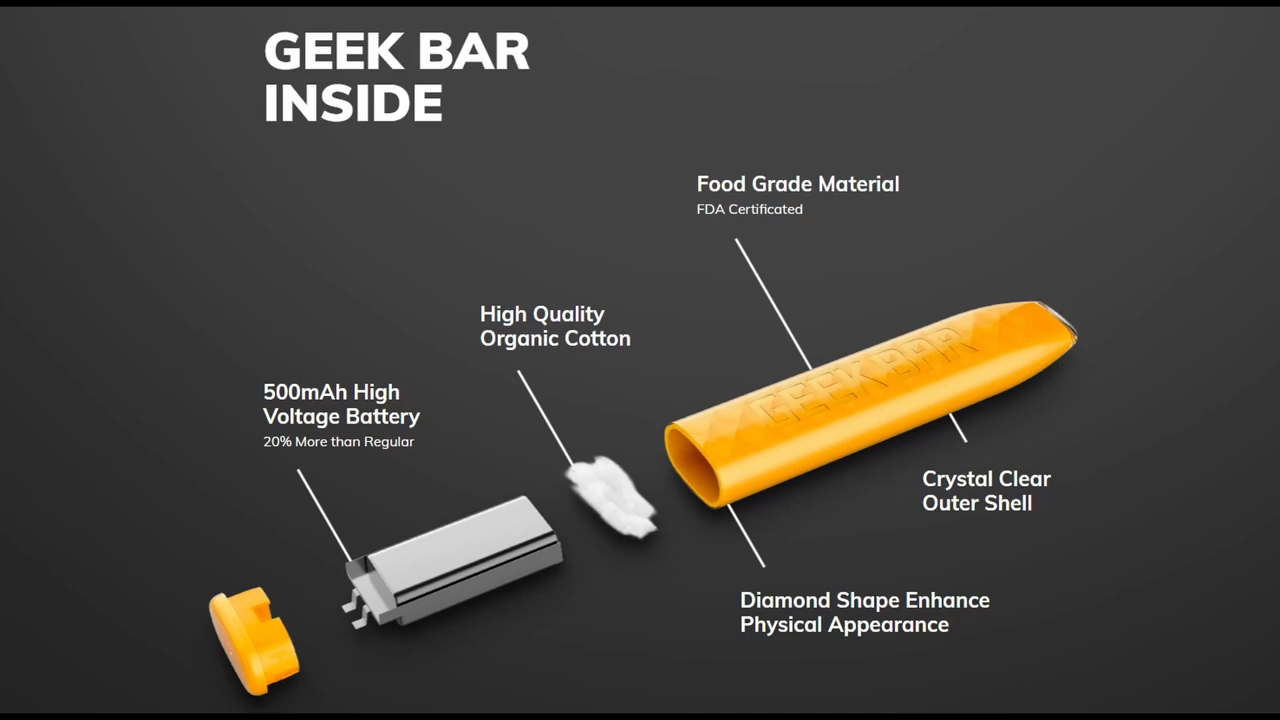 GEEK BAR
INSIDE
Food Grade Material
FDA Certificated
High Quality
Organic Cotton
500mAh High
Voltage Battery
20% More than Regular
GEEK BAR
Crystal Clear
Outer Shell
Diamond Shape Enhance
Physical Appearance